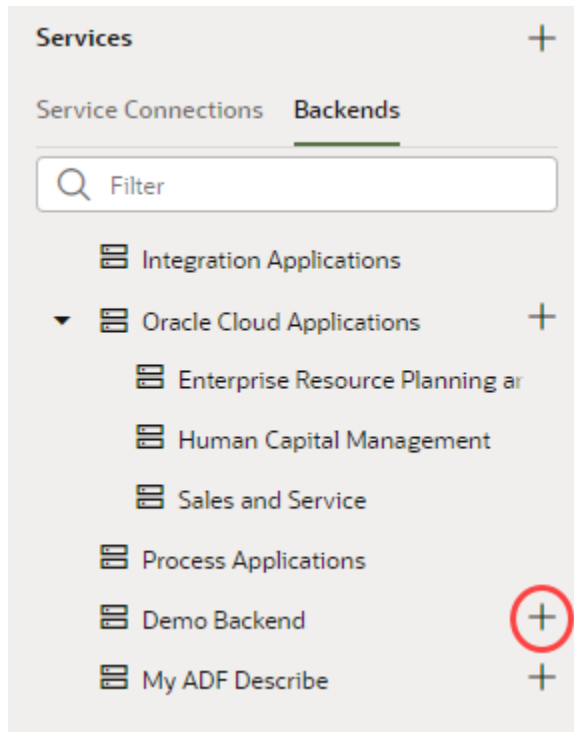 Services
Service Connections Backends
Filter
Integration Applications
Oracle Cloud Applications
Enterprise Resource Planning ar
Human Capital Management
Sales and Service
Process Applications
Demo Backend
My ADF Describe